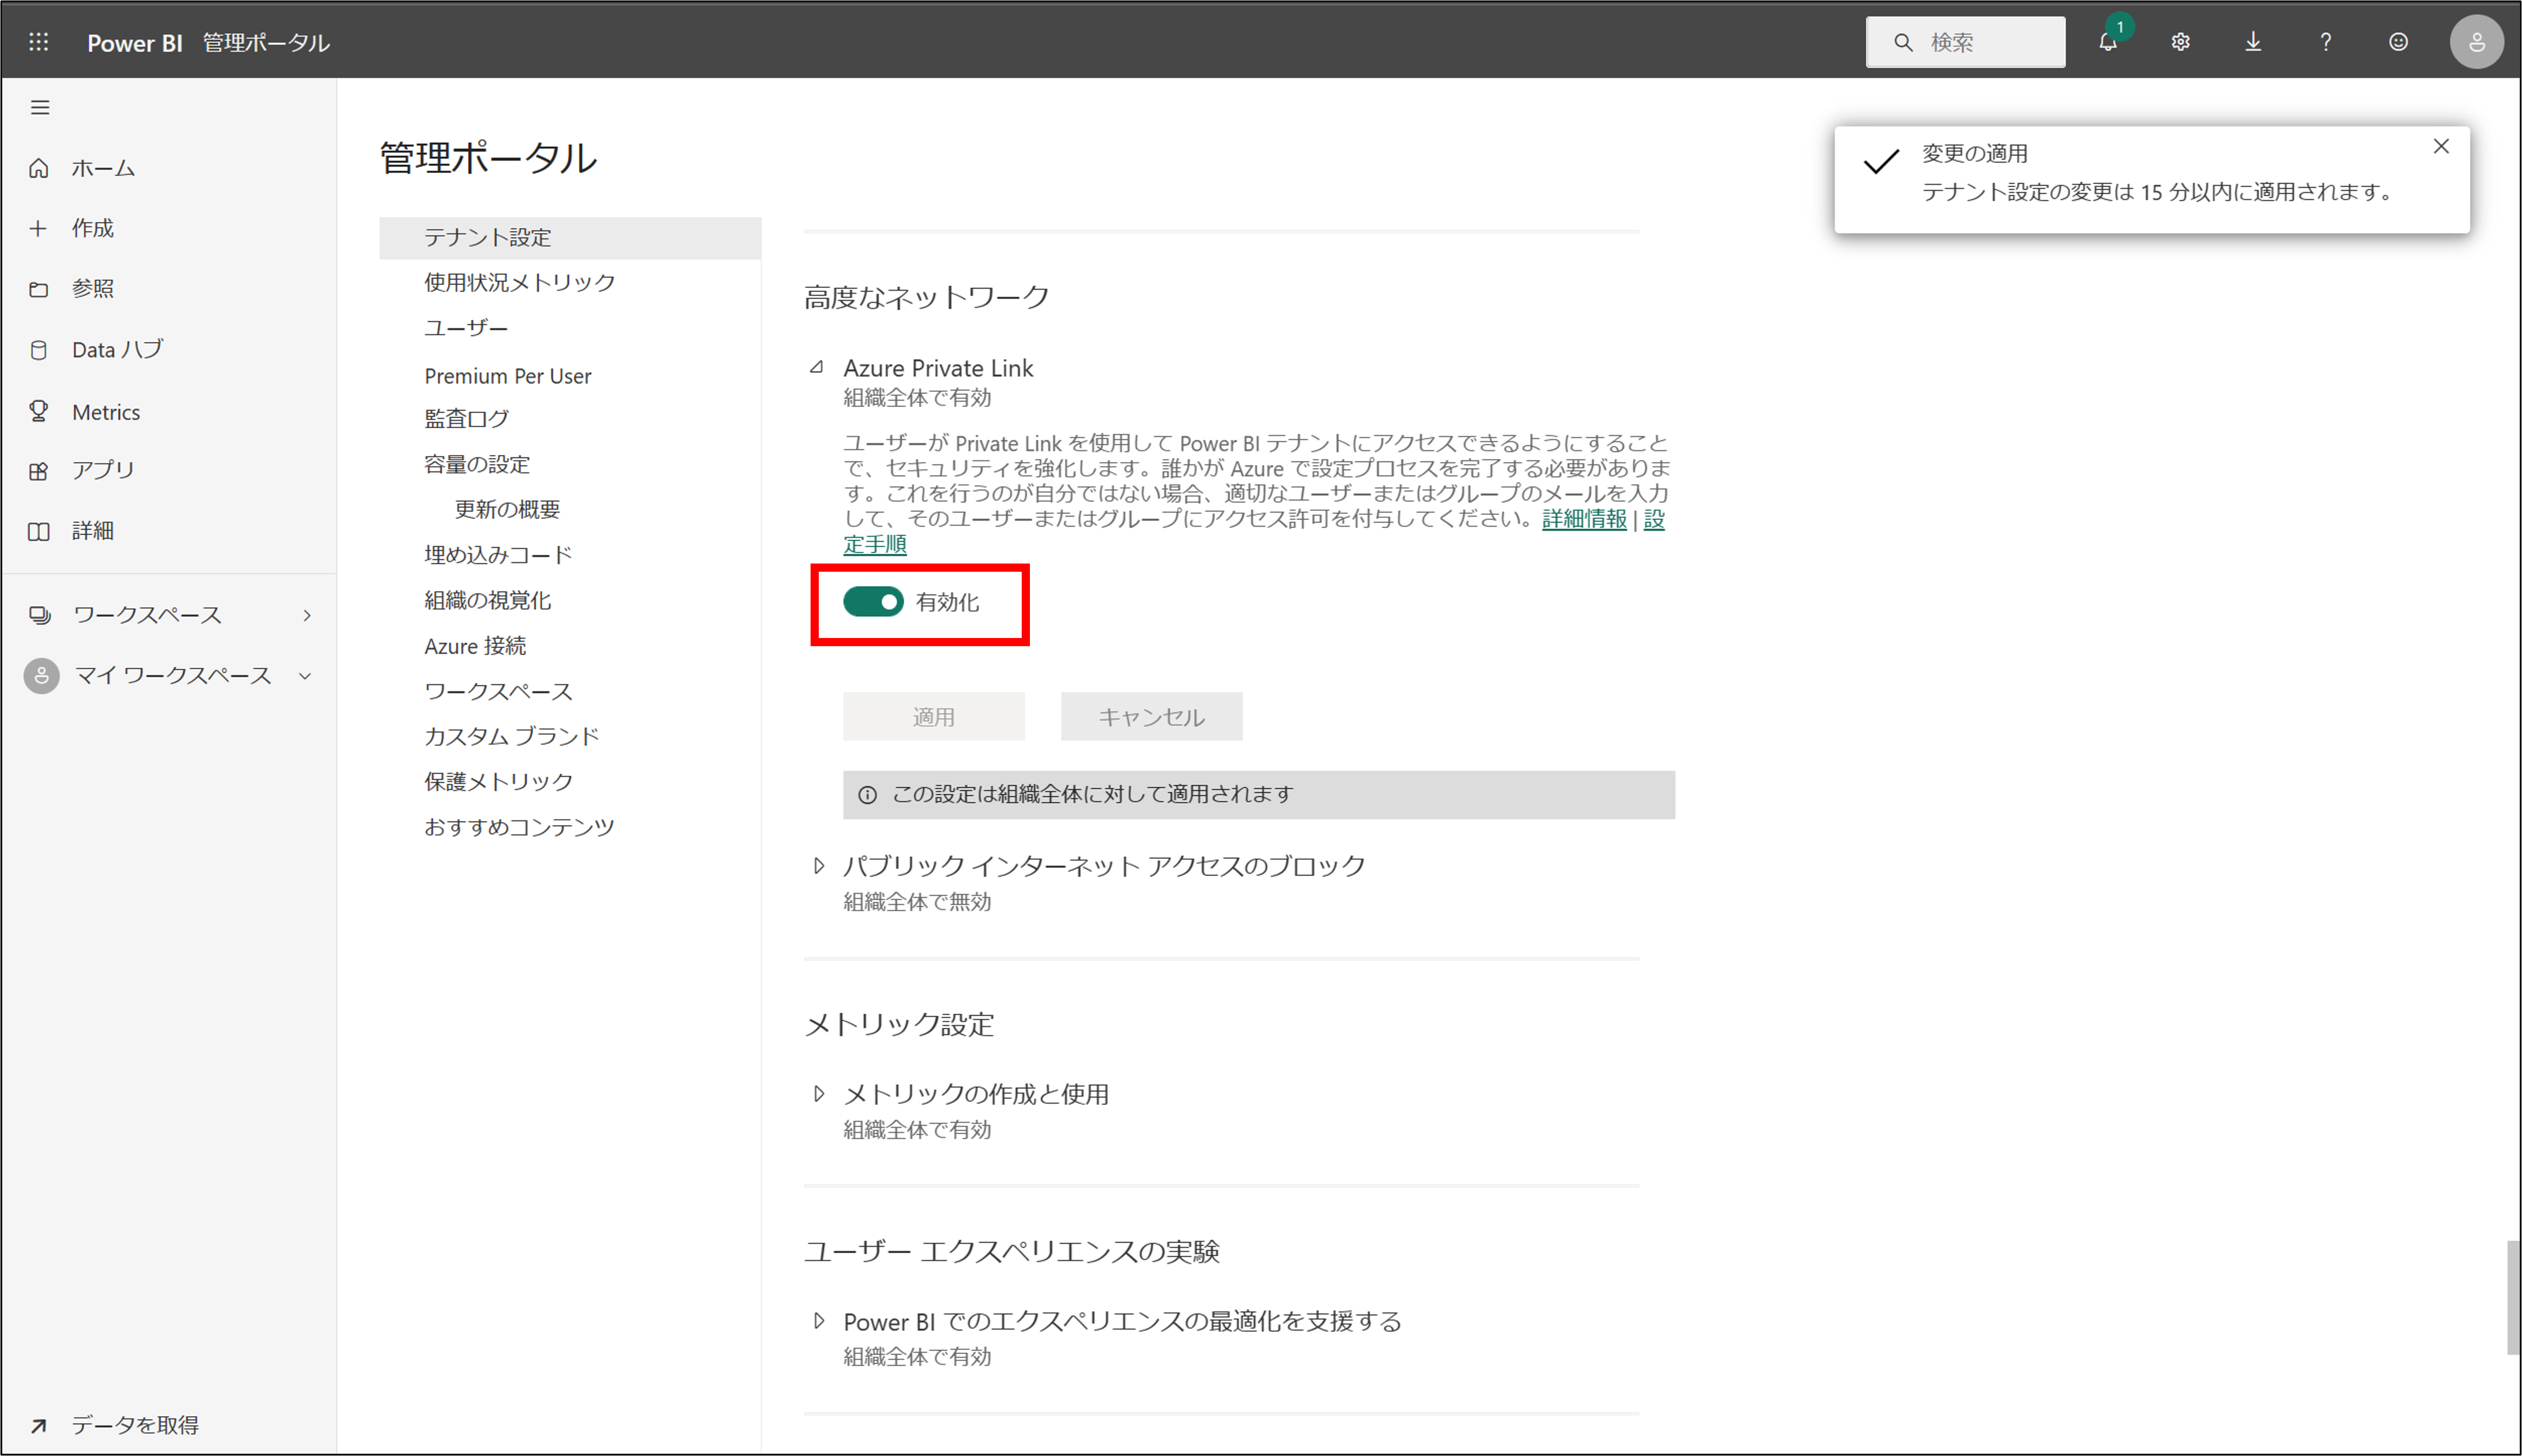 Power BI 管理ポータル
検索
1
ホーム
作成
参照
Data ハブ
Metrics
アプリ
詳細
ワークスペース
マイ ワークスペース
データを取得
管理ポータル
テナント設定
使用状況メトリック
ユーザー
Premium Per User
監査ログ
容量の設定
更新の概要
埋め込みコード
組織の視覚化
Azure 接続
ワークスペース
カスタム ブランド
保護メトリック
おすすめコンテンツ
高度なネットワーク
Azure Private Link
組織全体で有効
ユーザーが Private Link を使用して Power BI テナントにアクセスできるようにすること
で、セキュリティを強化します。誰かが Azure で設定プロセスを完了する必要がありま
す。これを行うのが自分ではない場合、適切なユーザーまたはグループのメールを入力
して、そのユーザーまたはグループにアクセス許可を付与してください。詳細情報 | 設
定手順
有効化
適用 キャンセル
この設定は組織全体に対して適用されます
パブリック インターネット アクセスのブロック
組織全体で無効
メトリック設定
メトリックの作成と使用
組織全体で有効
ユーザー エクスペリエンスの実験
Power BI でのエクスペリエンスの最適化を支援する
組織全体で有効
変更の適用
テナント設定の変更は 15 分以内に適用されます。